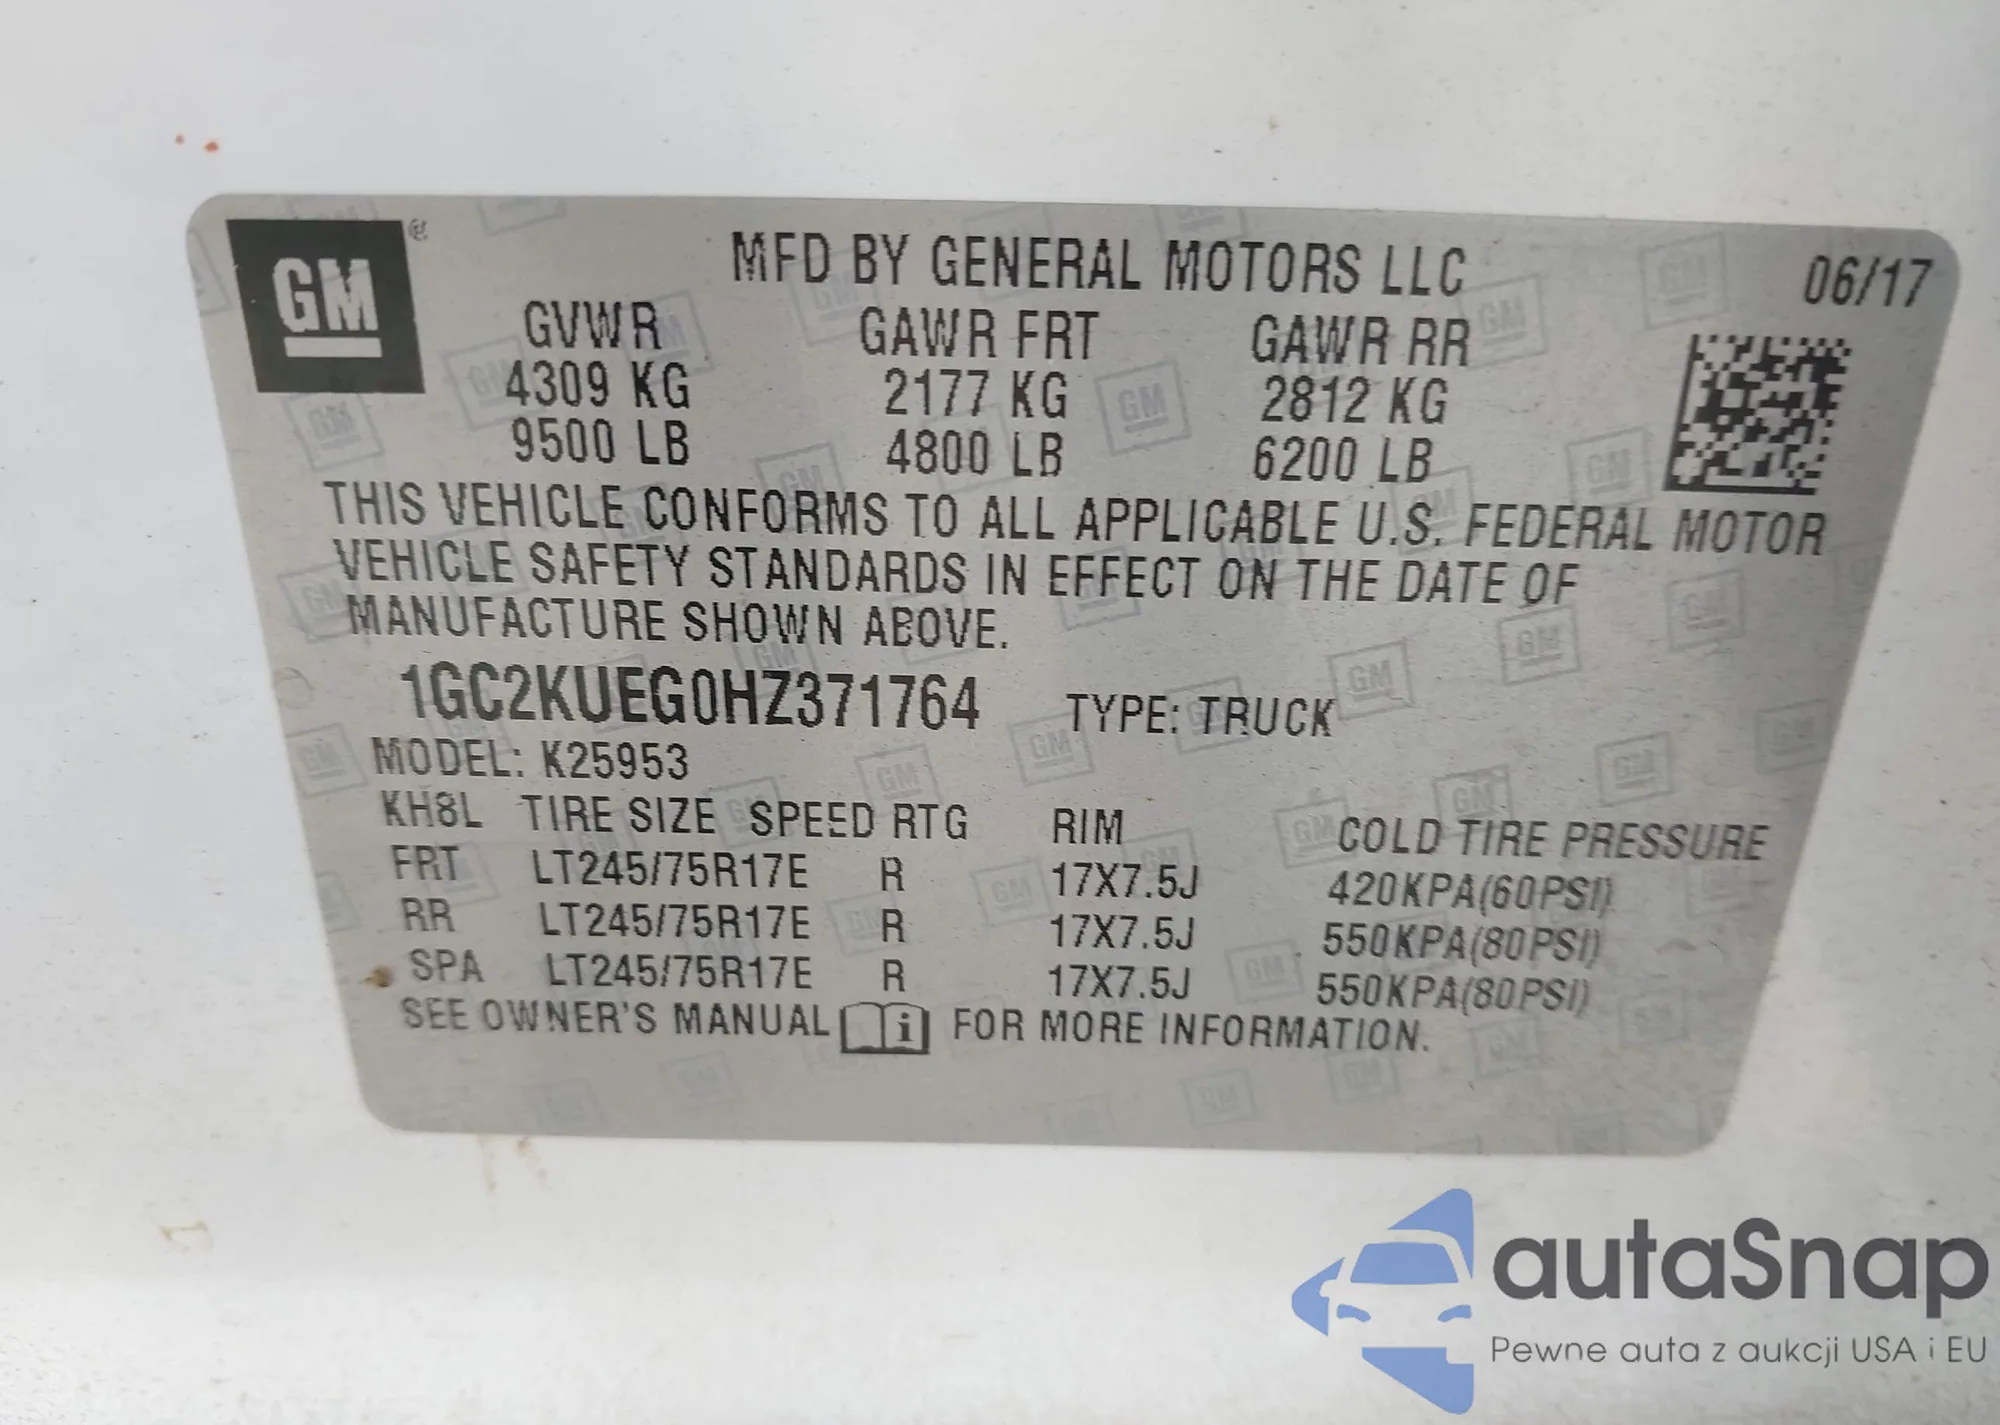 GM
MFD BY GENERAL MOTORS LLC 06/17
GVWR GAWR FRT GAWR RR
4309 KG 2177 KG 2812 KG
9500 LB 4800 LB 6200 LB
THIS VEHICLE CONFORMS TO ALL APPLICABLE U.S. FEDERAL MOTOR
VEHICLE SAFETY STANDARDS IN EFFECT ON THE DATE OF
MANUFACTURE SHOWN ABOVE.
1GC2KUEG0HZ371764 TYPE: TRUCK
MODEL: K25953
KH8L TIRE SIZE SPEED RTG RIM COLD TIRE PRESSURE
FRT LT245/75R17E R 17X7.5J 420KPA(60PSI)
RR LT245/75R17E R 17X7.5J 550KPA(80PSI)
SPA LT245/75R17E R 17X7.5J 550KPA(80PSI)
SEE OWNER'S MANUAL i FOR MORE INFORMATION.
autaSnap
Pewne auta z aukcji USA i EU